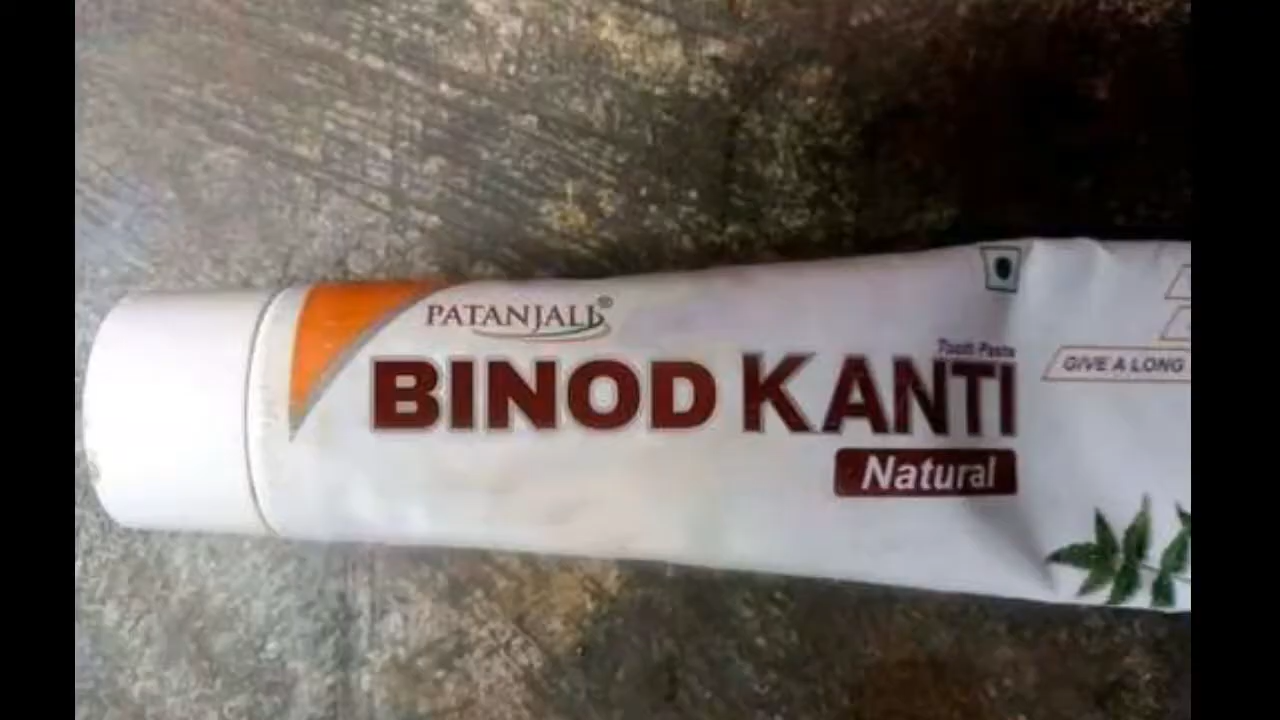 PATANJALI®
Tooth Paste
BINOD KANTI
Natural
GIVE A LONG